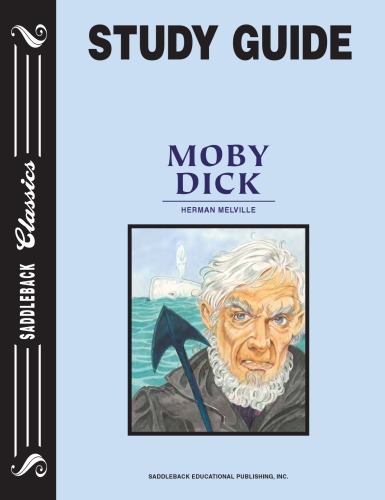 STUDY GUIDE
MOBY
DICK
HERMAN MELVILLE
SADDLEBACK Classics
SADDLEBACK EDUCATIONAL PUBLISHING, INC.